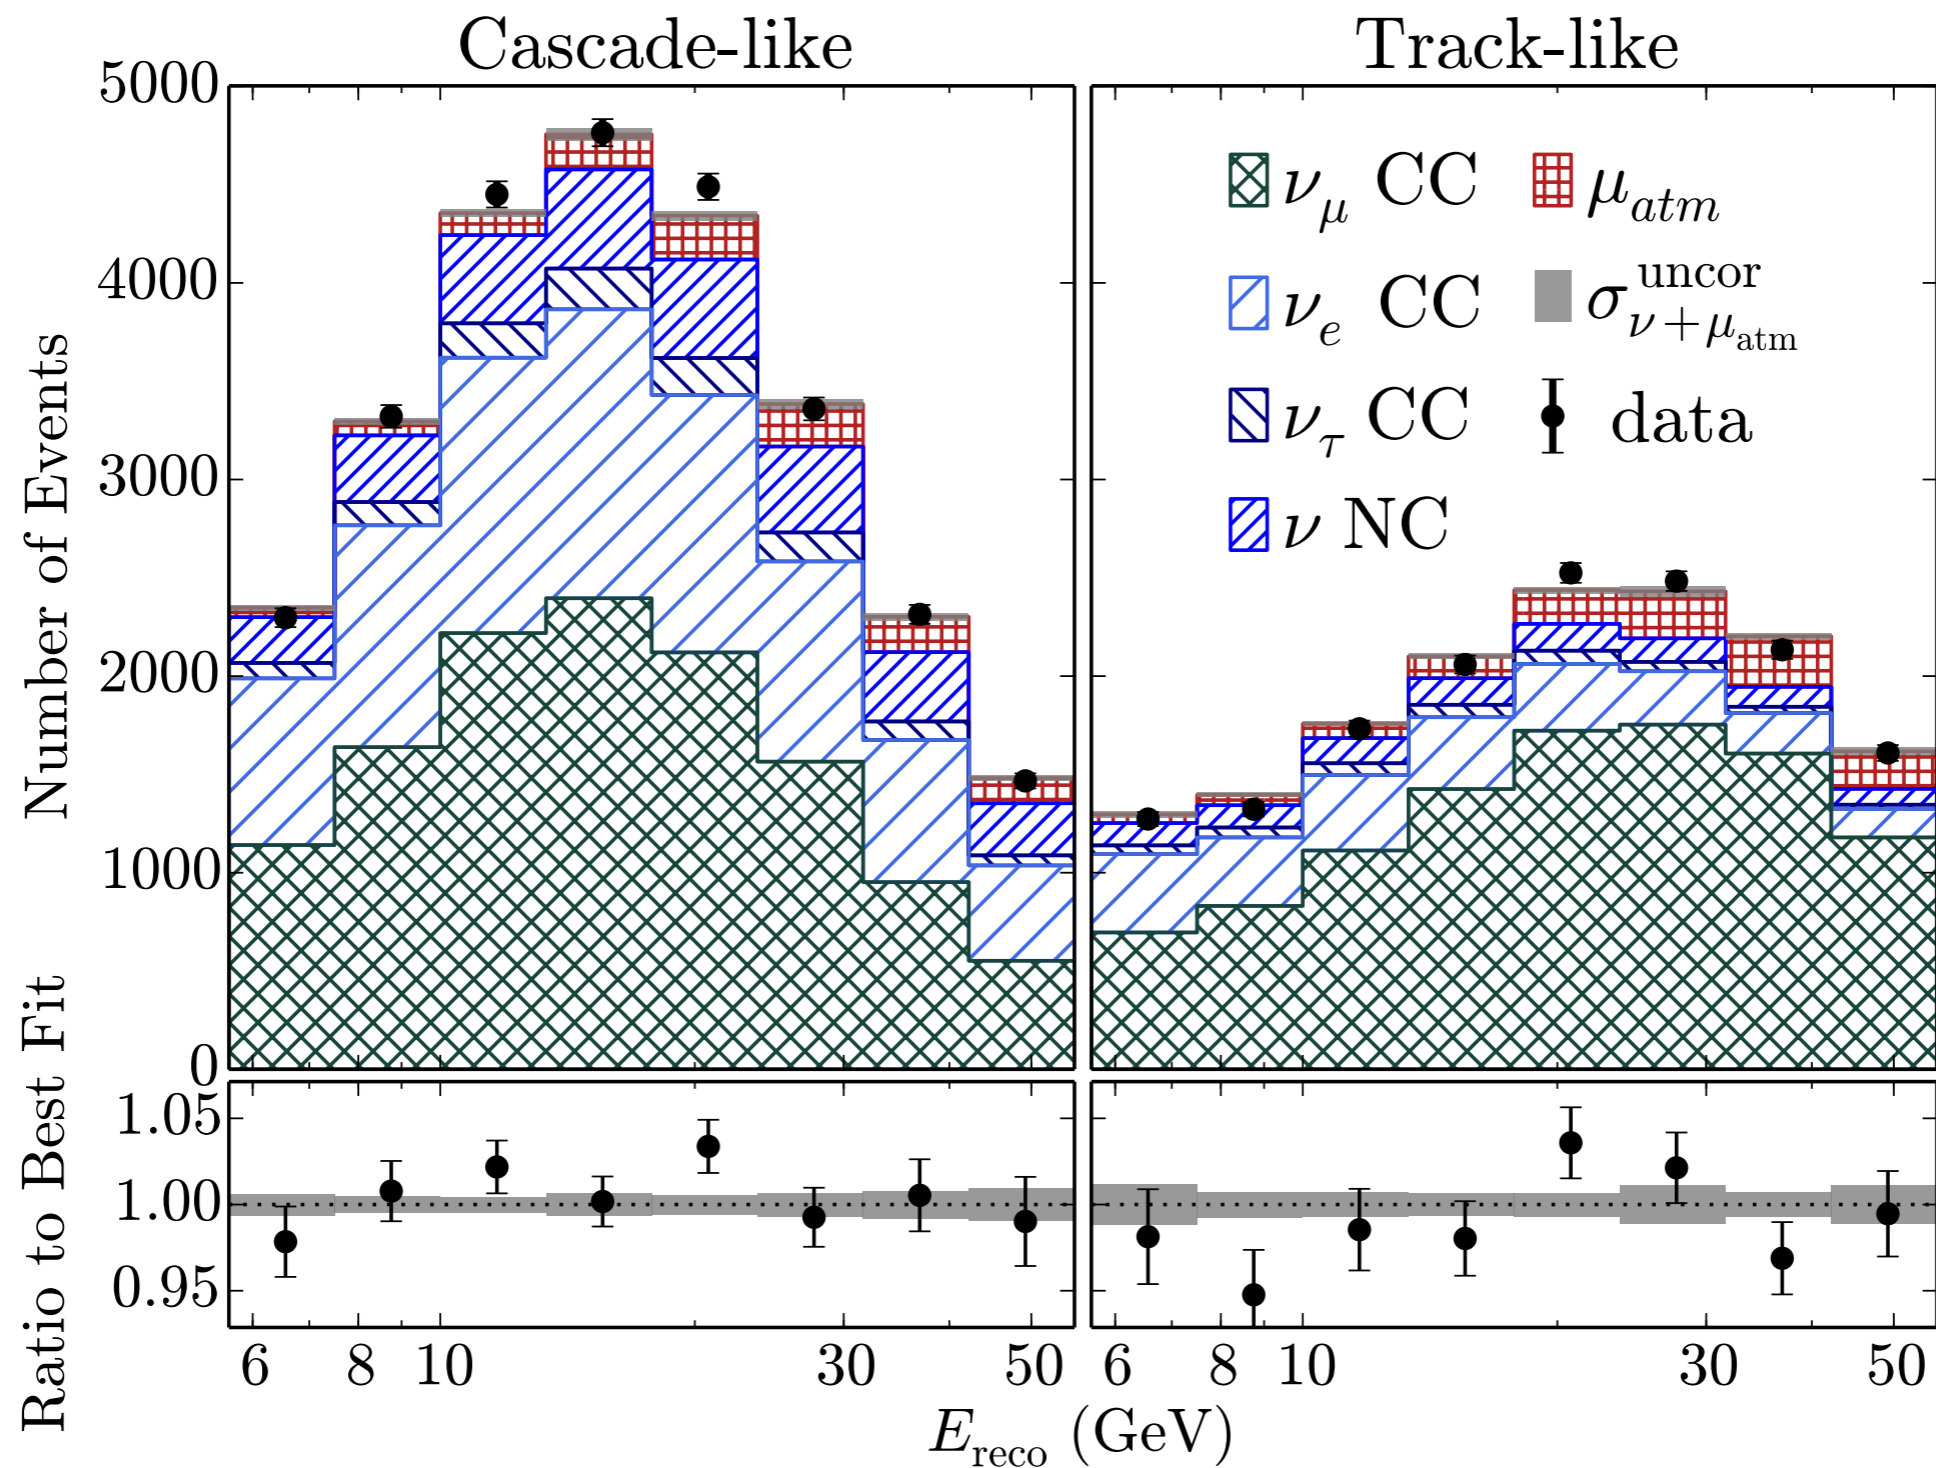 Cascade-like
Track-like
Number of Events
5000
4000
3000
2000
1000
0
ν_μ CC
ν_e CC
ν_τ CC
ν NC
μ_atm
σ^uncor_ν+μ_atm
data
Ratio to Best Fit
1.05
1.00
0.95
6 8 10 30 50
6 8 10 30 50
E_reco (GeV)